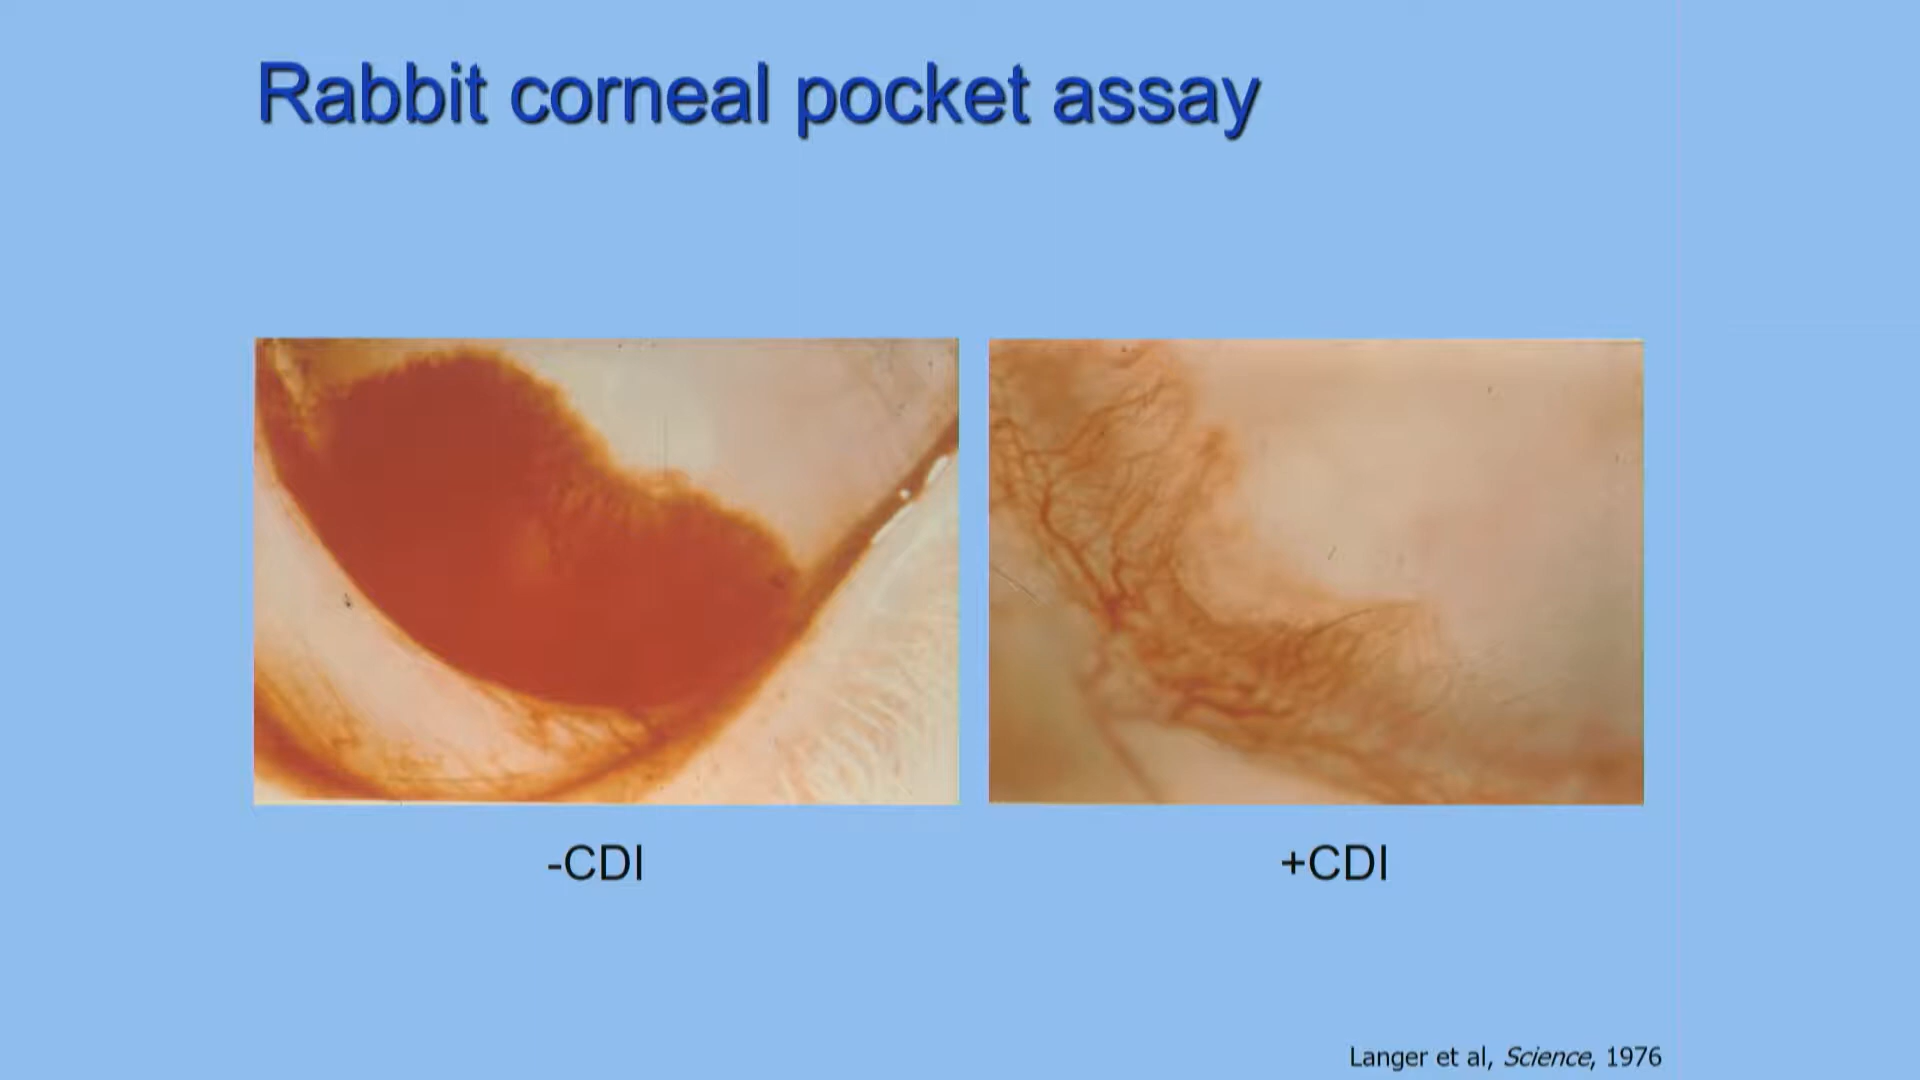 Rabbit corneal pocket assay
-CDI
+CDI
Langer et al, Science, 1976